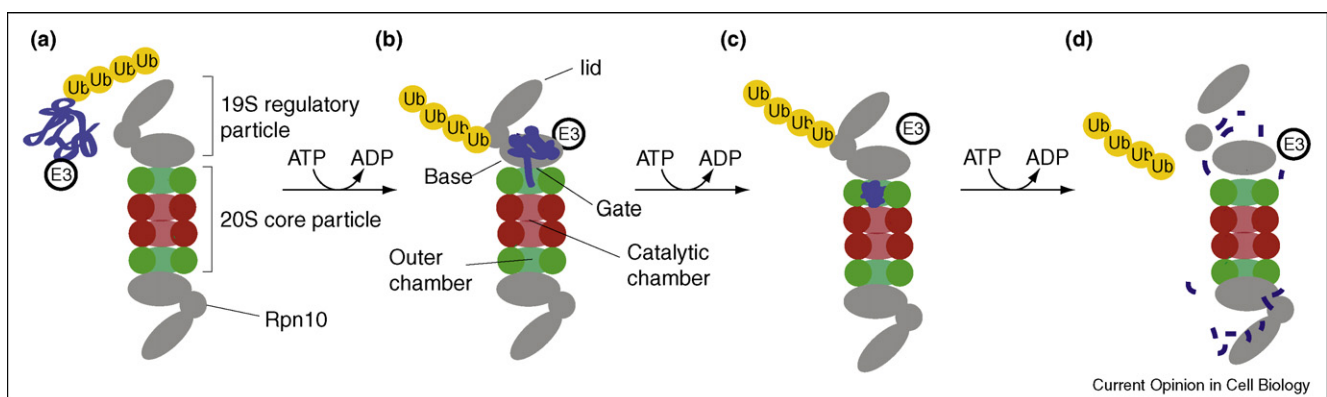 (a)
Ub Ub Ub Ub
E3
19S regulatory
particle
20S core particle
Rpn10
ATP ADP
(b)
Ub
Ub
Ub
Ub
E3
lid
Base
Gate
Outer
chamber
Catalytic
chamber
ATP ADP
(c)
Ub
Ub
Ub
Ub
E3
ATP ADP
(d)
Ub
Ub
Ub
Ub
E3
Current Opinion in Cell Biology